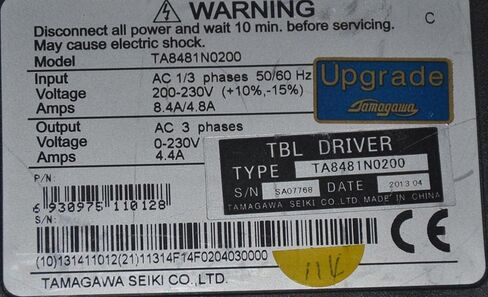 WARNING
Disconnect all power and wait 10 min. before servicing.
May cause electric shock.
C
Model TA8481N0200
Input AC 1/3 phases 50/60 Hz
Voltage 200-230V (+10%,-15%)
Amps 8.4A/4.8A
Upgrade
Tamagawa
Output AC 3 phases
Voltage 0-230V
Amps 4.4A
TBL DRIVER
TYPE TA8481N0200
S/N SA07768 DATE 2013.04
TAMAGAWA SEIKI CO.,LTD. MADE IN CHINA
P/N:
6 930975 110128
S/N:
(10)131411012(21)11314F14F0204030000
CE
TAMAGAWA SEIKI CO.,LTD.